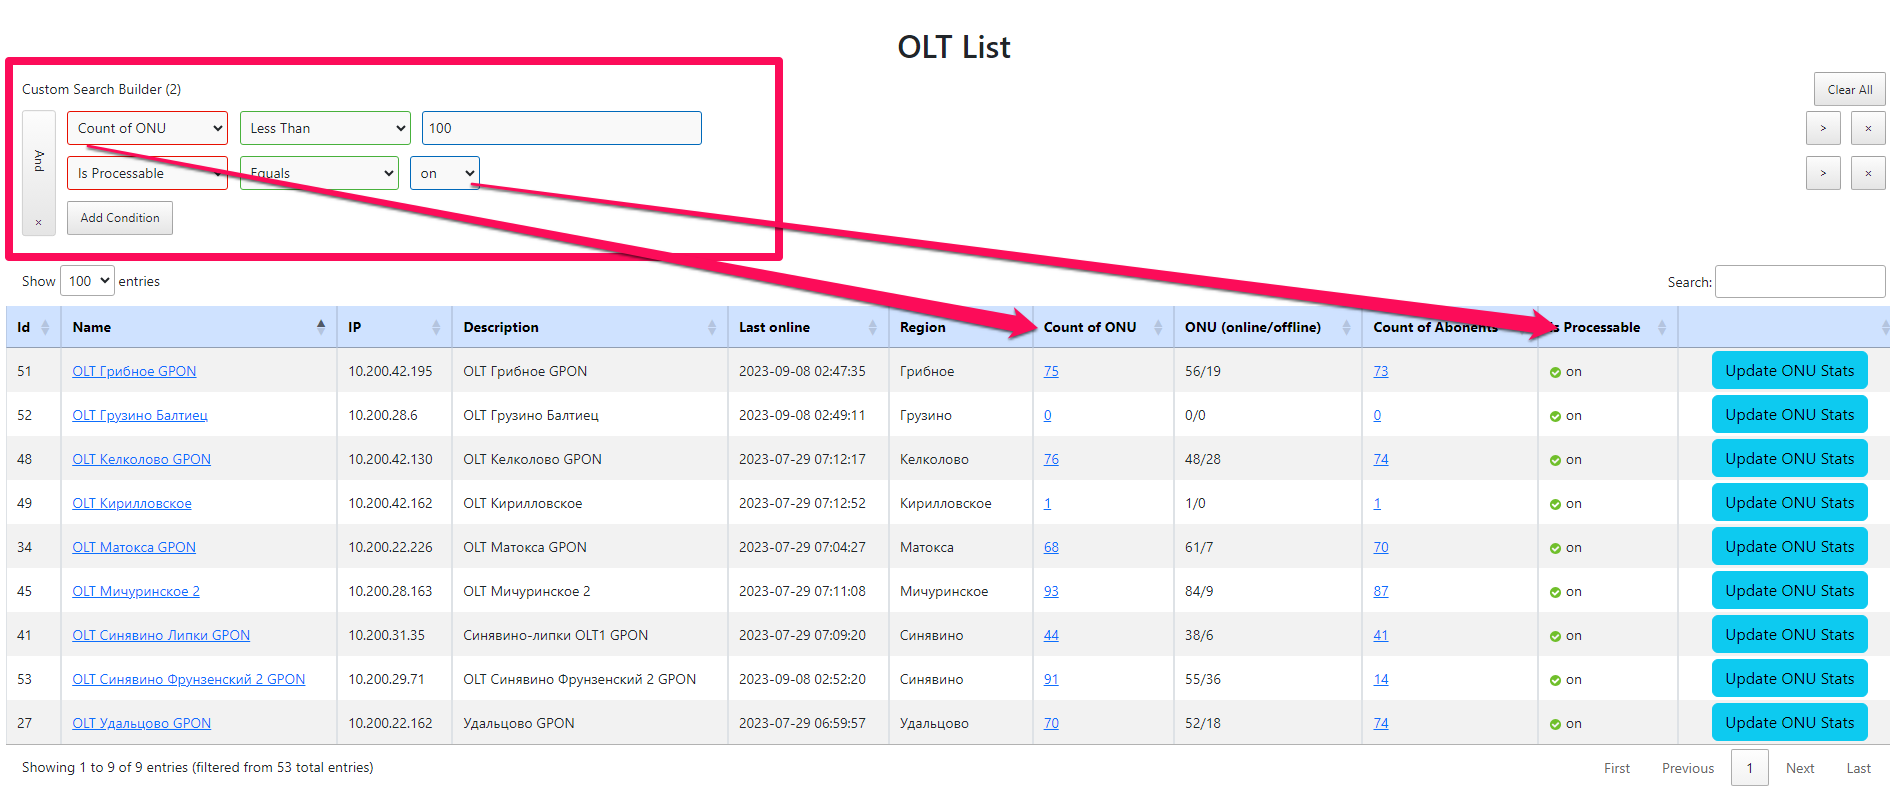 OLT List
Custom Search Builder (2)
Clear All
Count of ONU Less Than 100 > ×
And
Is Processable Equals on > ×
× Add Condition
Show 100 entries Search:
Id Name IP Description Last online Region Count of ONU ONU (online/offline) Count of Abonents Is Processable
51 OLT Грибное GPON 10.200.42.195 OLT Грибное GPON 2023-09-08 02:47:35 Грибное 75 56/19 73 on Update ONU Stats
52 OLT Грузино Балтиец 10.200.28.6 OLT Грузино Балтиец 2023-09-08 02:49:11 Грузино 0 0/0 0 on Update ONU Stats
48 OLT Келколово GPON 10.200.42.130 OLT Келколово GPON 2023-07-29 07:12:17 Келколово 76 48/28 74 on Update ONU Stats
49 OLT Кирилловское 10.200.42.162 OLT Кирилловское 2023-07-29 07:12:52 Кирилловское 1 1/0 1 on Update ONU Stats
34 OLT Матокса GPON 10.200.22.226 OLT Матокса GPON 2023-07-29 07:04:27 Матокса 68 61/7 70 on Update ONU Stats
45 OLT Мичуринское 2 10.200.28.163 OLT Мичуринское 2 2023-07-29 07:11:08 Мичуринское 93 84/9 87 on Update ONU Stats
41 OLT Синявино Липки GPON 10.200.31.35 Синявино-липки OLT1 GPON 2023-07-29 07:09:20 Синявино 44 38/6 41 on Update ONU Stats
53 OLT Синявино Фрунзенский 2 GPON 10.200.29.71 OLT Синявино Фрунзенский 2 GPON 2023-09-08 02:52:20 Синявино 91 55/36 14 on Update ONU Stats
27 OLT Удальцово GPON 10.200.22.162 Удальцово GPON 2023-07-29 06:59:57 Удальцово 70 52/18 74 on Update ONU Stats
Showing 1 to 9 of 9 entries (filtered from 53 total entries) First Previous 1 Next Last